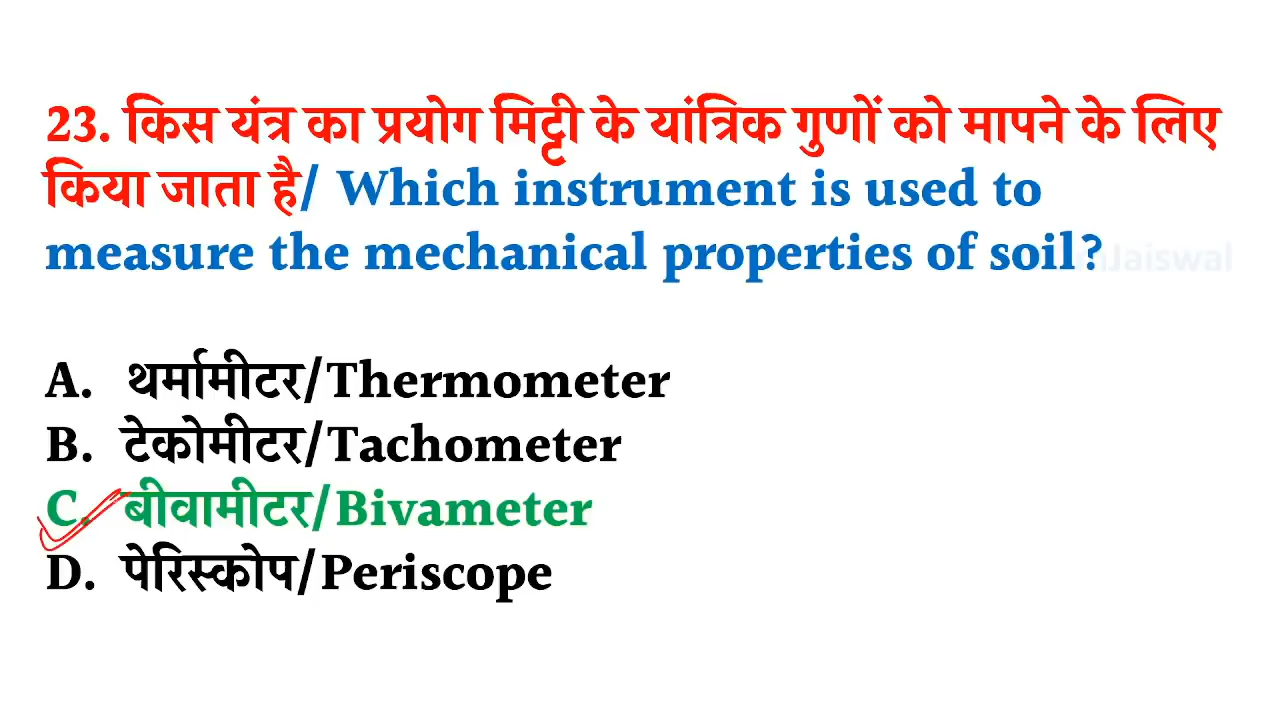 23. किस यंत्र का प्रयोग मिट्टी के यांत्रिक गुणों को मापने के लिए
किया जाता है/ Which instrument is used to
measure the mechanical properties of soil?
Jaiswal
A. थर्मामीटर/Thermometer
B. टेकोमीटर/Tachometer
C. बीवामीटर/Bivameter
D. पेरिस्कोप/Periscope